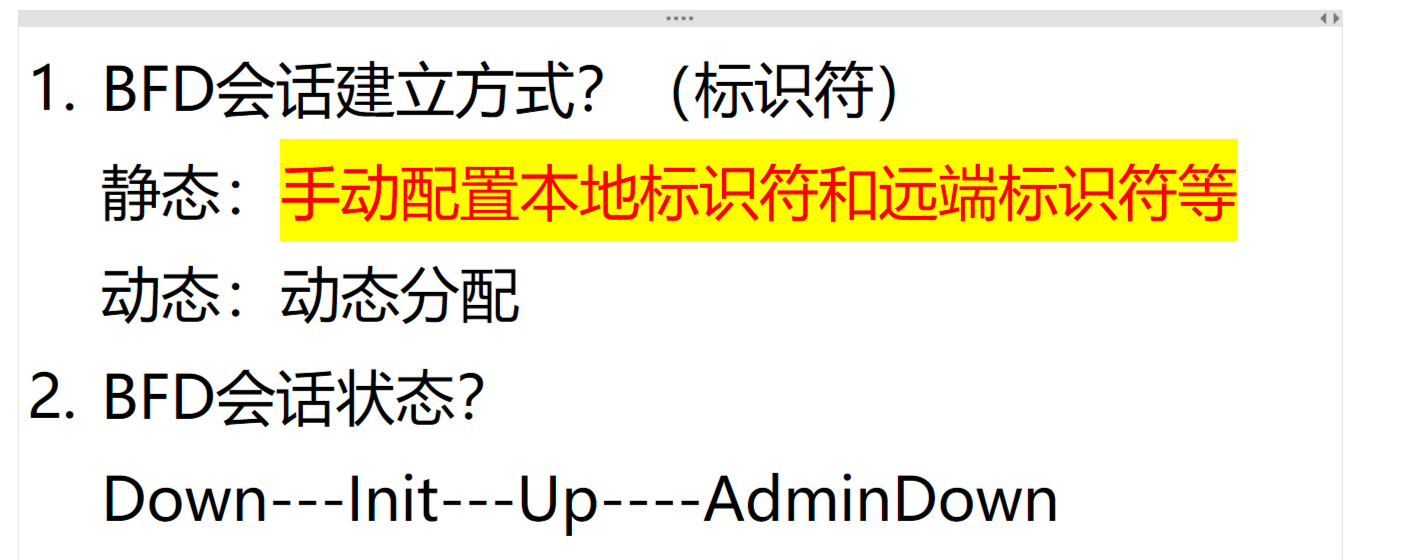 1. BFD会话建立方式？（标识符）
静态：手动配置本地标识符和远端标识符等
动态：动态分配
2. BFD会话状态？
Down---Init---Up----AdminDown